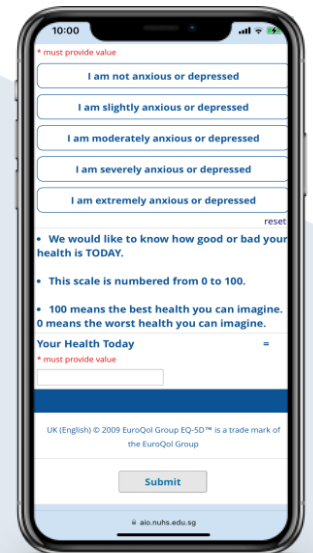 10:00
* must provide value
I am not anxious or depressed
I am slightly anxious or depressed
I am moderately anxious or depressed
I am severely anxious or depressed
I am extremely anxious or depressed
reset
• We would like to know how good or bad your
health is TODAY.
• This scale is numbered from 0 to 100.
• 100 means the best health you can imagine.
0 means the worst health you can imagine.
Your Health Today =
* must provide value
UK (English) © 2009 EuroQol Group EQ-5D™ is a trade mark of
the EuroQol Group
Submit
aio.nuhs.edu.sg